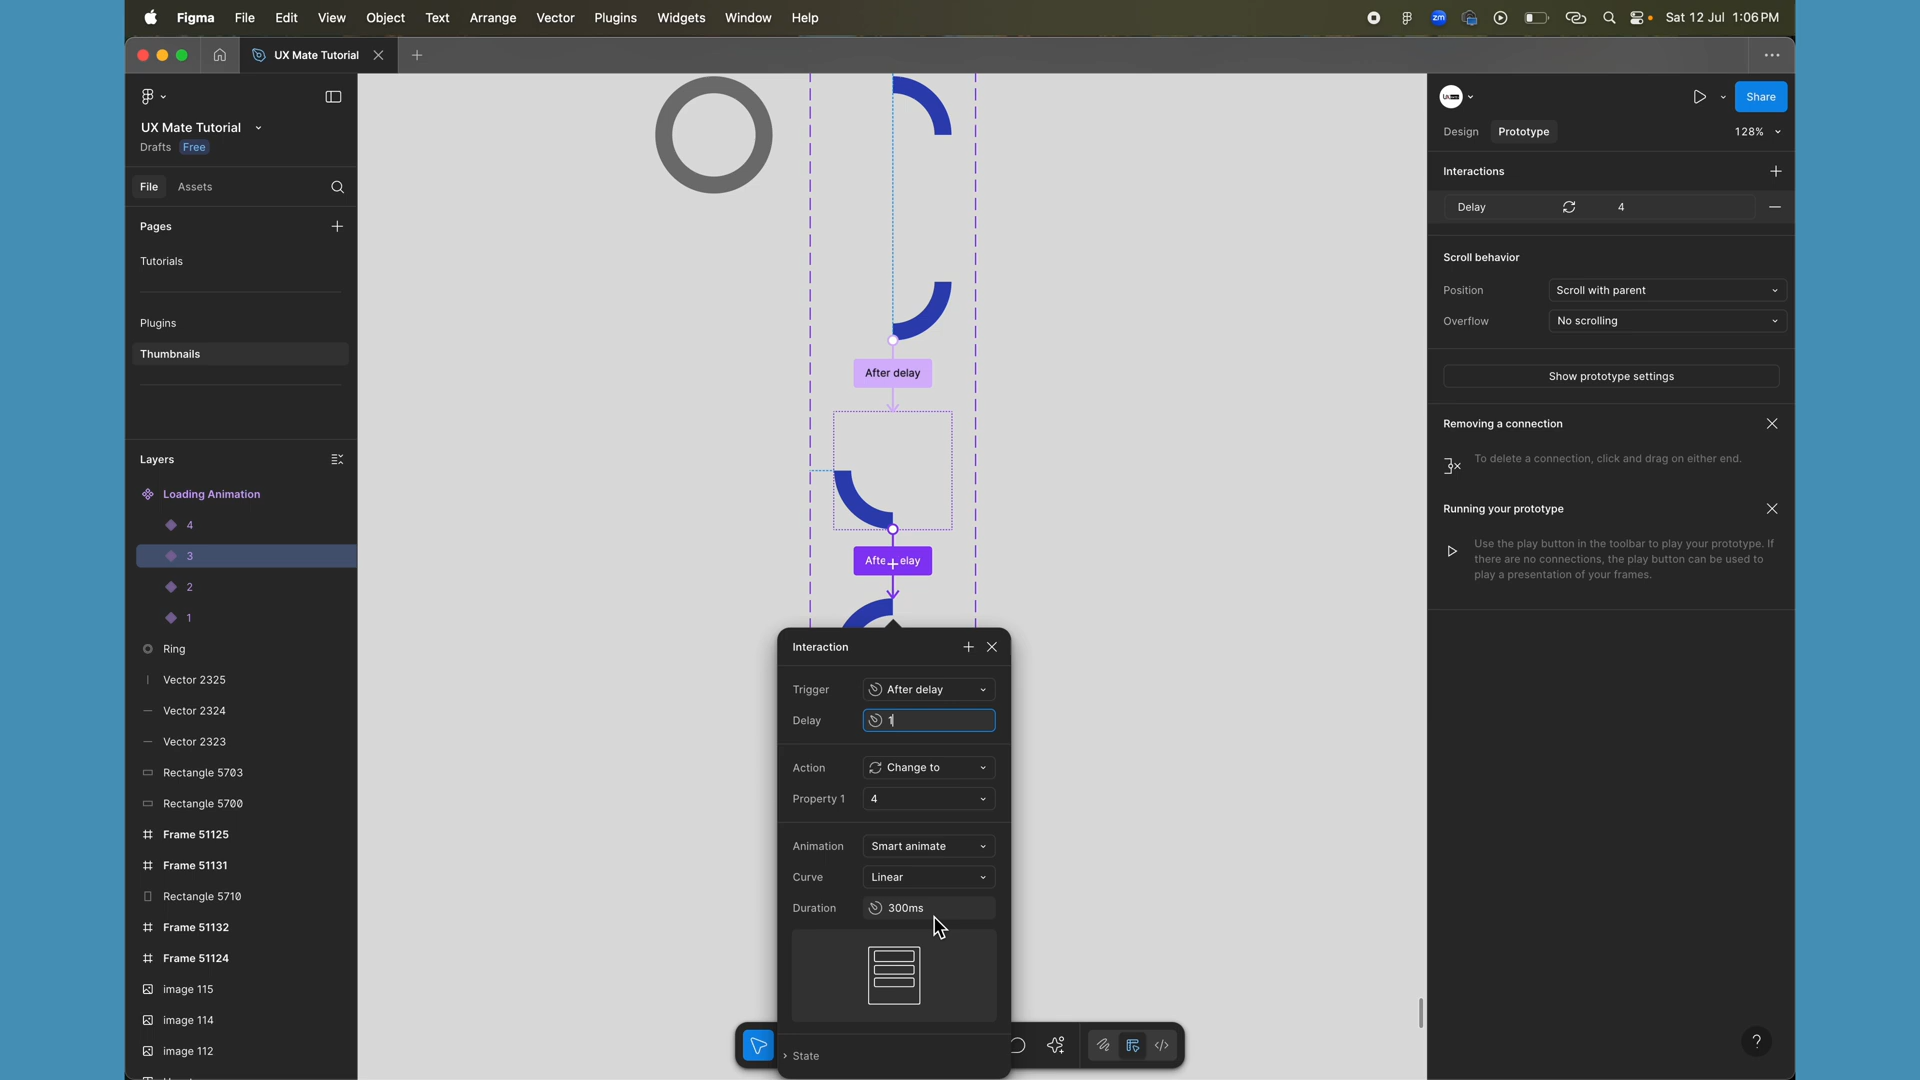 Figma File Edit View Object Text Arrange Vector Plugins Widgets Window Help
zm
Sat 12 Jul 1:06 PM
UX Mate Tutorial
UX Mate Tutorial
Drafts Free
File Assets
Pages
Tutorials
Plugins
Thumbnails
Layers
Loading Animation
4
3
2
1
Ring
Vector 2325
Vector 2324
Vector 2323
Rectangle 5703
Rectangle 5700
Frame 51125
Frame 51131
Rectangle 5710
Frame 51132
Frame 51124
image 115
image 114
image 112
After delay
Afte elay
Interaction
Trigger After delay
Delay 1
Action Change to
Property 1 4
Animation Smart animate
Curve Linear
Duration 300ms
State
Share
Design Prototype 128%
Interactions
Delay 4
Scroll behavior
Position Scroll with parent
Overflow No scrolling
Show prototype settings
Removing a connection
To delete a connection, click and drag on either end.
Running your prototype
Use the play button in the toolbar to play your prototype. If
there are no connections, the play button can be used to
play a presentation of your frames.
?